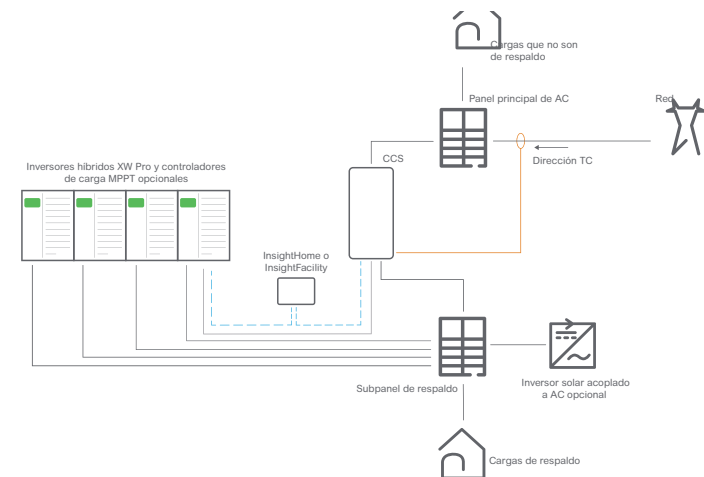 Cargas que no son
de respaldo
Panel principal de AC
Red
Dirección TC
CCS
Inversores híbridos XW Pro y controladores
de carga MPPT opcionales
InsightHome o
InsightFacility
Subpanel de respaldo
Inversor solar acoplado
a AC opcional
Cargas de respaldo